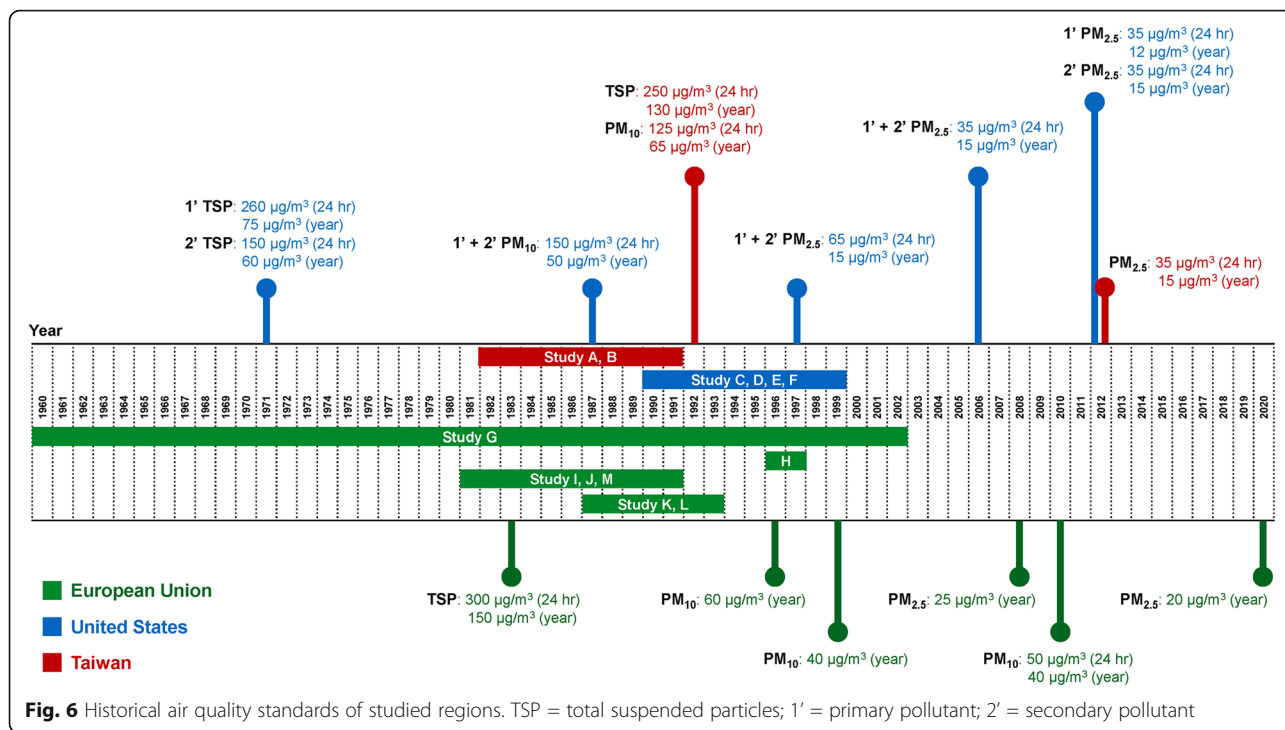 1' PM2.5: 35 µg/m³ (24 hr)
12 µg/m³ (year)
2' PM2.5: 35 µg/m³ (24 hr)
15 µg/m³ (year)
TSP: 250 µg/m³ (24 hr)
130 µg/m³ (year)
PM10: 125 µg/m³ (24 hr)
65 µg/m³ (year)
1' + 2' PM2.5: 35 µg/m³ (24 hr)
15 µg/m³ (year)
1' TSP: 260 µg/m³ (24 hr)
75 µg/m³ (year)
2' TSP: 150 µg/m³ (24 hr)
60 µg/m³ (year)
1' + 2' PM10: 150 µg/m³ (24 hr)
50 µg/m³ (year)
1' + 2' PM2.5: 65 µg/m³ (24 hr)
15 µg/m³ (year)
PM2.5: 35 µg/m³ (24 hr)
15 µg/m³ (year)
Year
Study A, B
Study C, D, E, F
1960 1961 1962 1963 1964 1965 1966 1967 1968 1969 1970 1971 1972 1973 1974 1975 1976 1977 1978 1979 1980 1981 1982 1983 1984 1985 1986 1987 1988 1989 1990 1991 1992 1993 1994 1995 1996 1997 1998 1999 2000 2001 2002 2003 2004 2005 2006 2007 2008 2009 2010 2011 2012 2013 2014 2015 2016 2017 2018 2019 2020
Study G
H
Study I, J, M
Study K, L
European Union
United States
Taiwan
TSP: 300 µg/m³ (24 hr)
150 µg/m³ (year)
PM10: 60 µg/m³ (year)
PM10: 40 µg/m³ (year)
PM2.5: 25 µg/m³ (year)
PM10: 50 µg/m³ (24 hr)
40 µg/m³ (year)
PM2.5: 20 µg/m³ (year)
Fig. 6 Historical air quality standards of studied regions. TSP = total suspended particles; 1′ = primary pollutant; 2′ = secondary pollutant